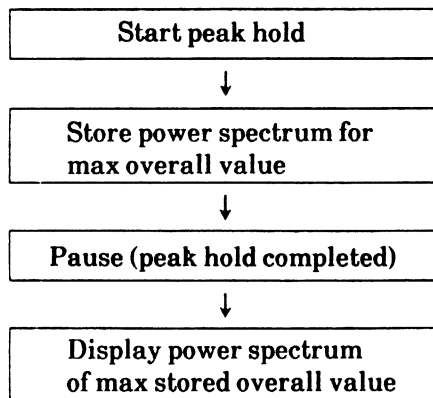 Start peak hold
↓
Store power spectrum for
max overall value
↓
Pause (peak hold completed)
↓
Display power spectrum
of max stored overall value